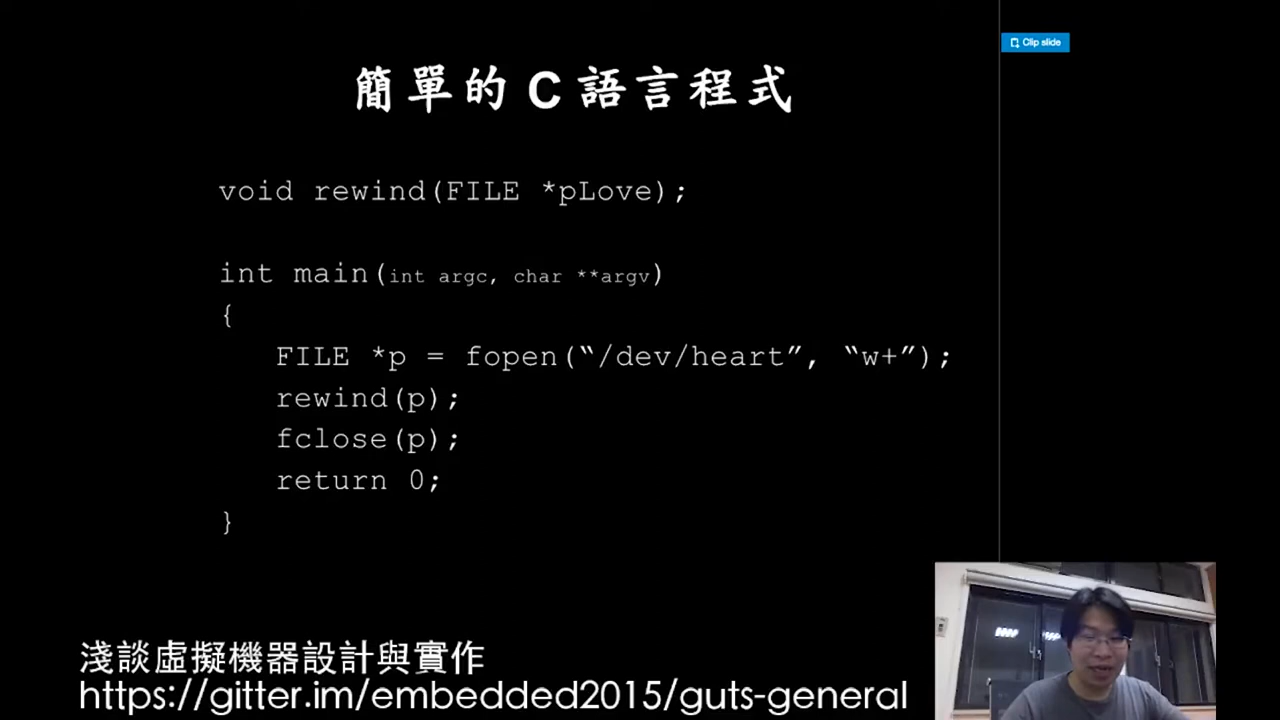 Clip slide
簡單的 C 語言程式
void rewind(FILE *pLove);
int main(int argc, char **argv)
{
FILE *p = fopen(“/dev/heart”, “w+”);
rewind(p);
fclose(p);
return 0;
}
淺談虛擬機器設計與實作
https://gitter.im/embedded2015/guts-general